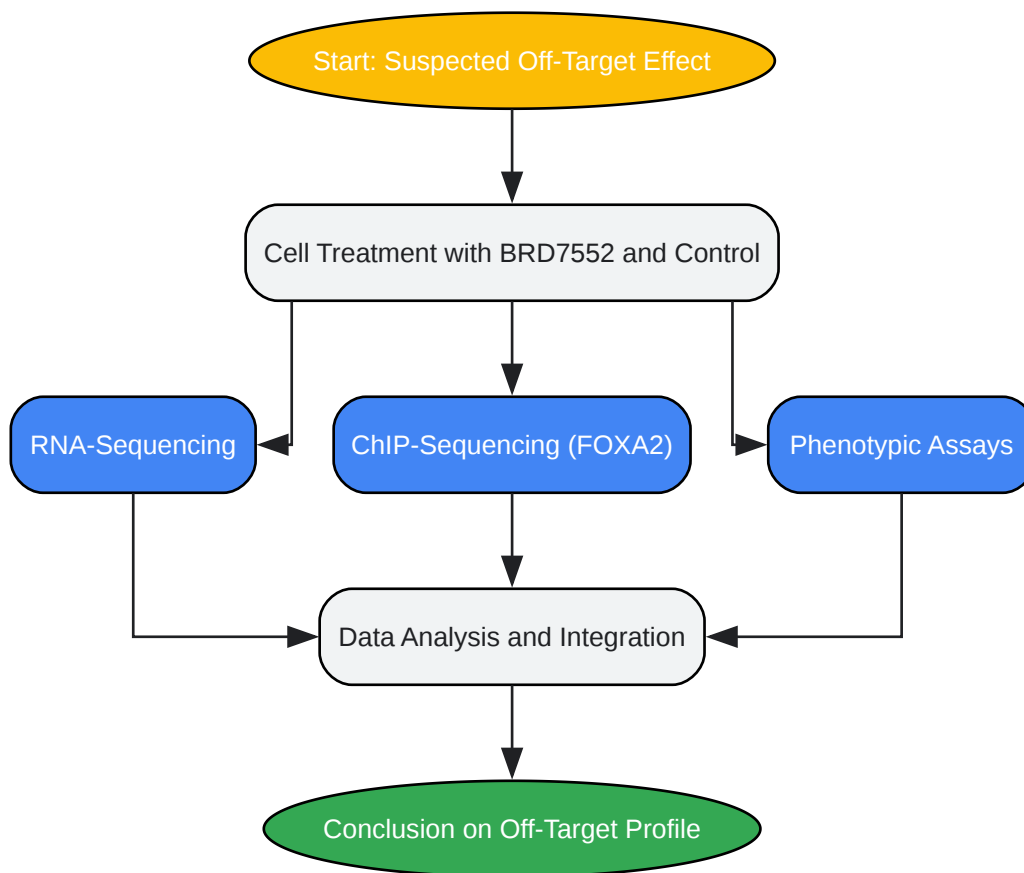 Start: Suspected Off-Target Effect
Cell Treatment with BRD7552 and Control
RNA-Sequencing
ChIP-Sequencing (FOXA2)
Phenotypic Assays
Data Analysis and Integration
Conclusion on Off-Target Profile